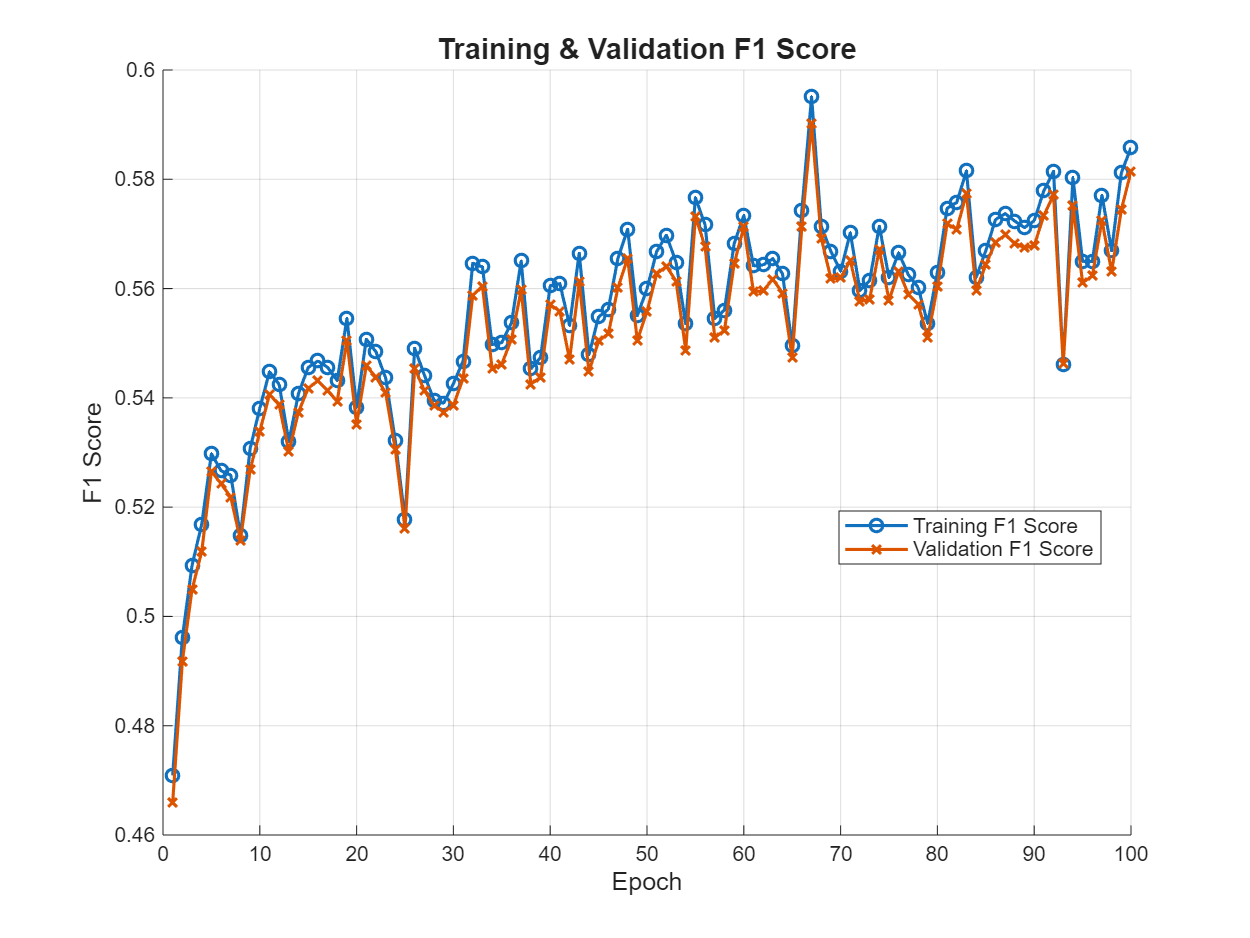 Training & Validation F1 Score
0.6
0.58
0.56
0.54
0.52
0.5
0.48
0.46
F1 Score
Training F1 Score
Validation F1 Score
0 10 20 30 40 50 60 70 80 90 100
Epoch